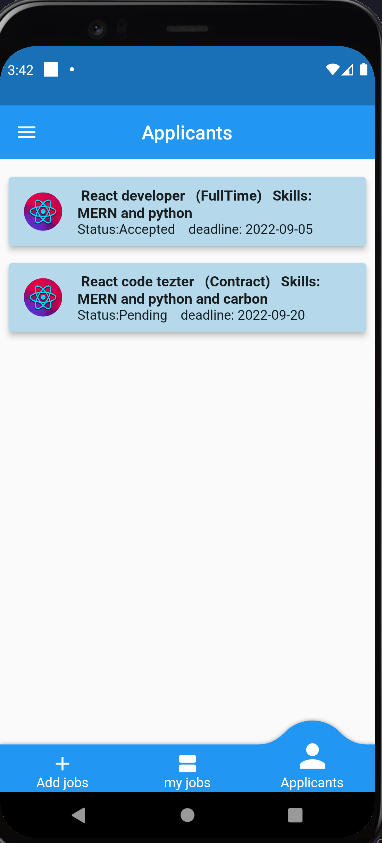 3:42
Applicants
React developer (FullTime) Skills:
MERN and python
Status:Accepted deadline: 2022-09-05
React code tezter (Contract) Skills:
MERN and python and carbon
Status:Pending deadline: 2022-09-20
Add jobs my jobs Applicants